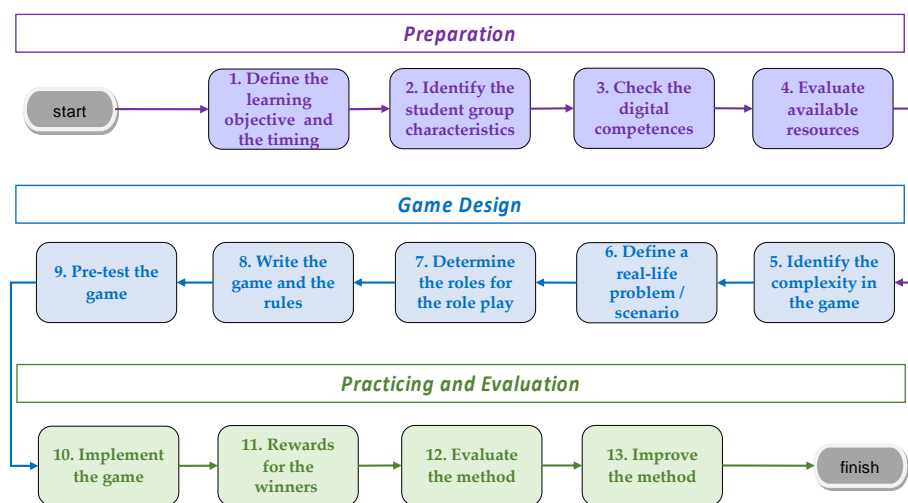 Preparation
start
1. Define the
learning
objective and
the timing
2. Identify the
student group
characteristics
3. Check the
digital
competences
4. Evaluate
available
resources
Game Design
9. Pre-test the
game
8. Write the
game and the
rules
7. Determine
the roles for
the role play
6. Define a
real-life
problem /
scenario
5. Identify the
complexity in
the game
Practicing and Evaluation
10. Implement
the game
11. Rewards
for the
winners
12. Evaluate
the method
13. Improve
the method
finish